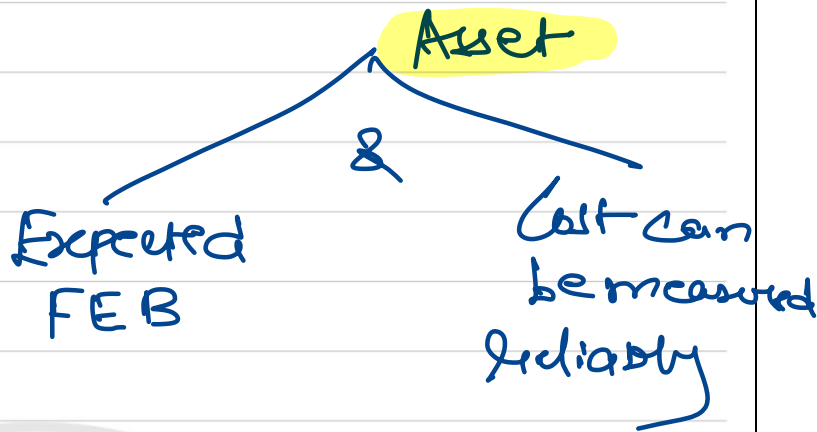 Asset
&
Expected
FEB
Cost can
be measured
reliably